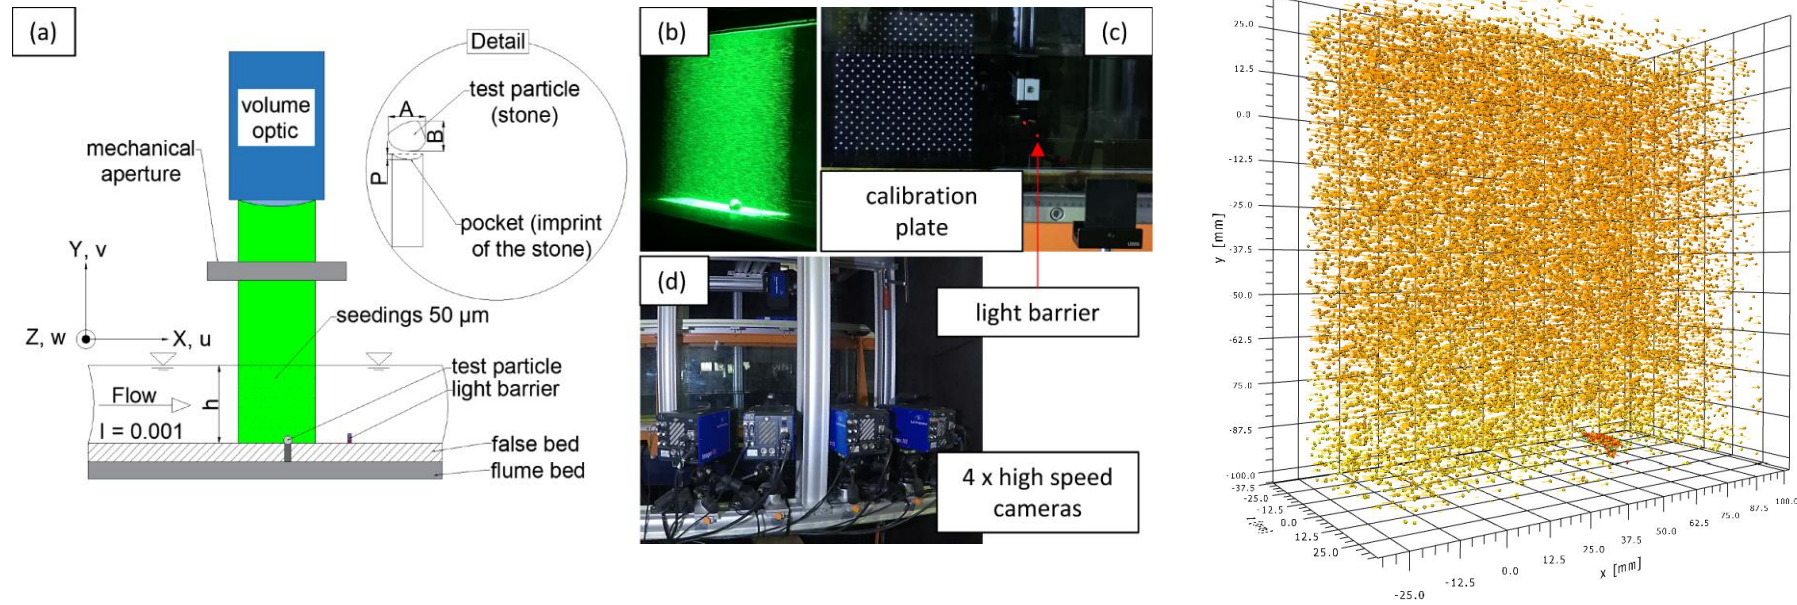 (a)
volume
optic
mechanical
aperture
Detail
A
B
P
test particle
(stone)
pocket (imprint
of the stone)
Y, v
Z, w
X, u
seedings 50 µm
test particle
light barrier
Flow
h
I = 0.001
false bed
flume bed
(b)
(c)
calibration
plate
light barrier
(d)
4 x high speed
cameras
25.0
12.5
0.0
-12.5
-25.0
-37.5
50.0
-62.5
75.0
-87.5
-100.0
y [mm]
-37.5
-25.0
-12.5
0.0
12.5
25.0
-25.0
-12.5
0.0
12.5
25.0
37.5
50.0
62.5
75.0
87.5
100.0
x [mm]